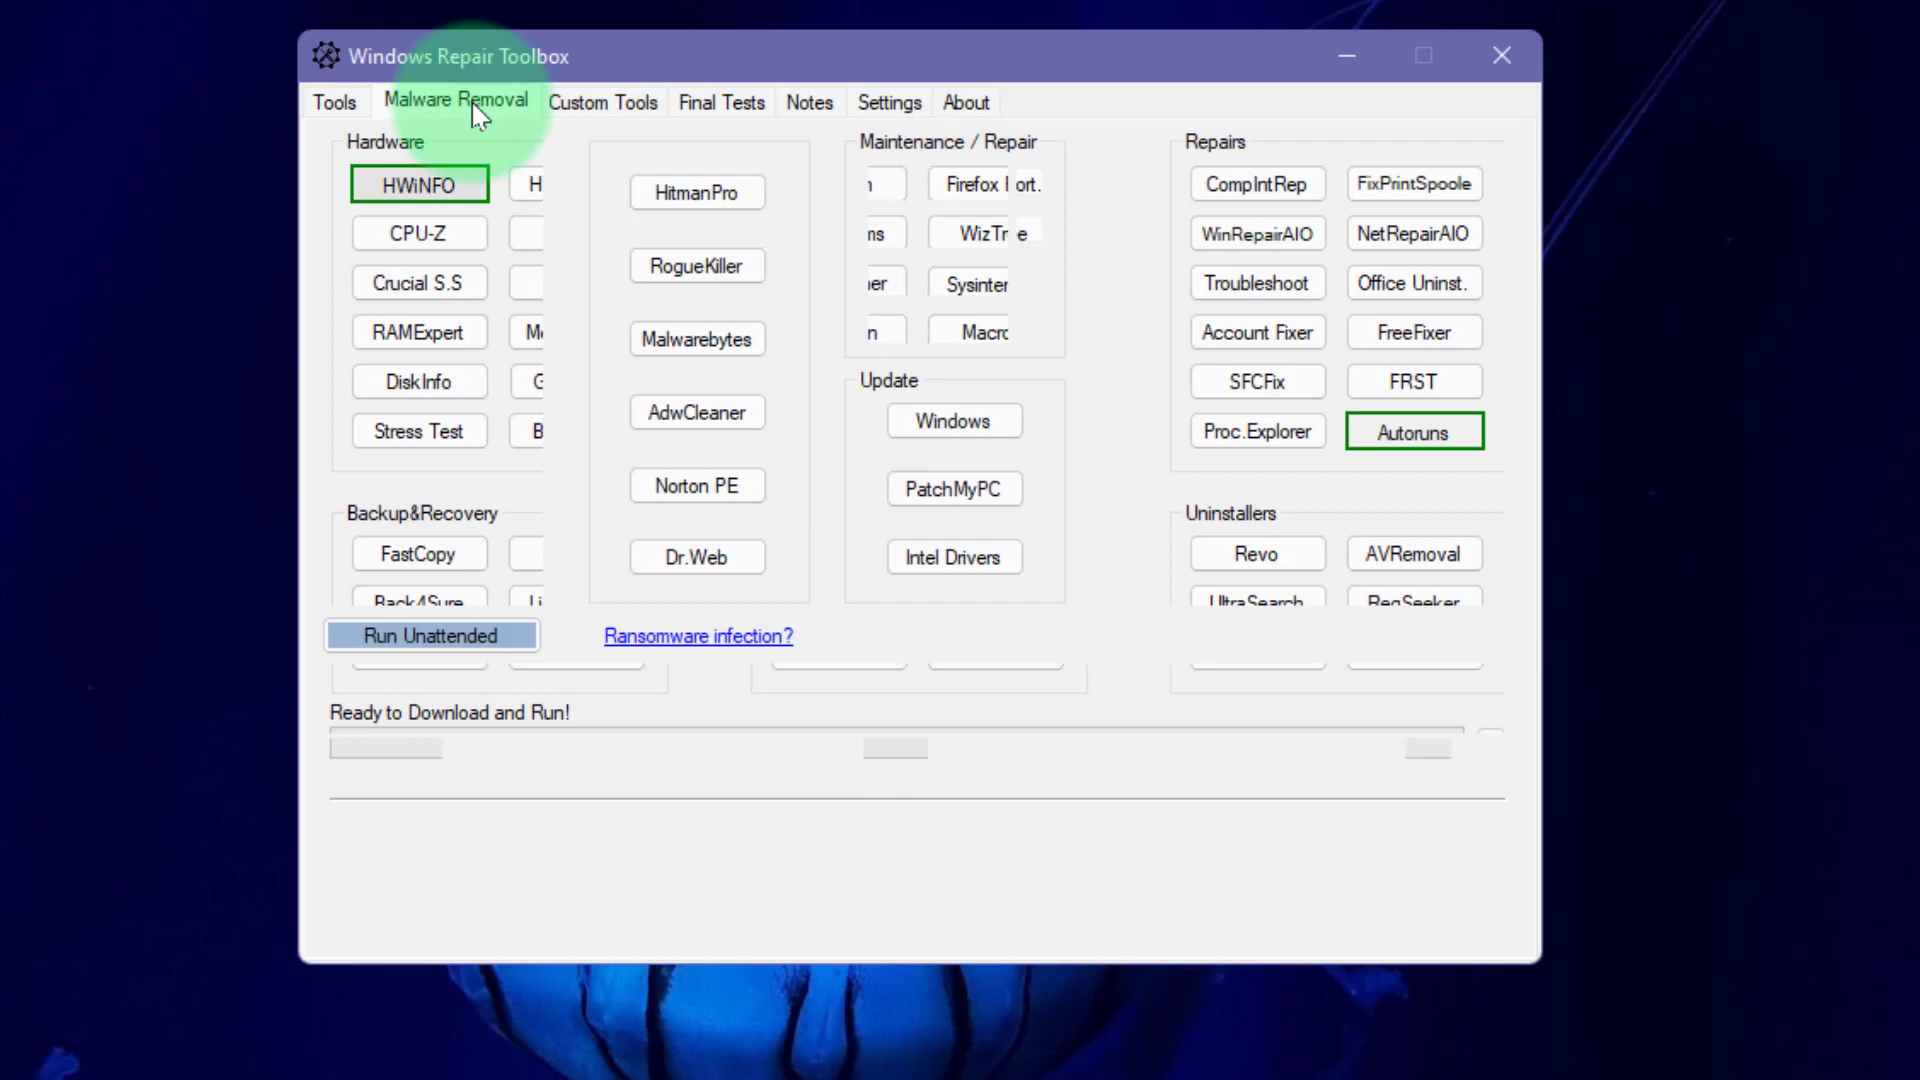 Windows Repair Toolbox
Tools Malware Removal Custom Tools Final Tests Notes Settings About
Hardware
HWiNFO
CPU-Z
Crucial S.S
RAMExpert
DiskInfo
Stress Test
Backup&Recovery
FastCopy
Back4Sure
Run Unattended
HitmanPro
RogueKiller
Malwarebytes
AdwCleaner
Norton PE
Dr.Web
Ransomware infection?
Maintenance / Repair
Firefox
WizTr e
Sysinter
Macro
Update
Windows
PatchMyPC
Intel Drivers
Repairs
CompIntRep FixPrintSpoole
WinRepairAIO NetRepairAIO
Troubleshoot Office Uninst.
Account Fixer FreeFixer
SFCFix FRST
Proc.Explorer Autoruns
Uninstallers
Revo AVRemoval
UltraSearch RegSeeker
Ready to Download and Run!